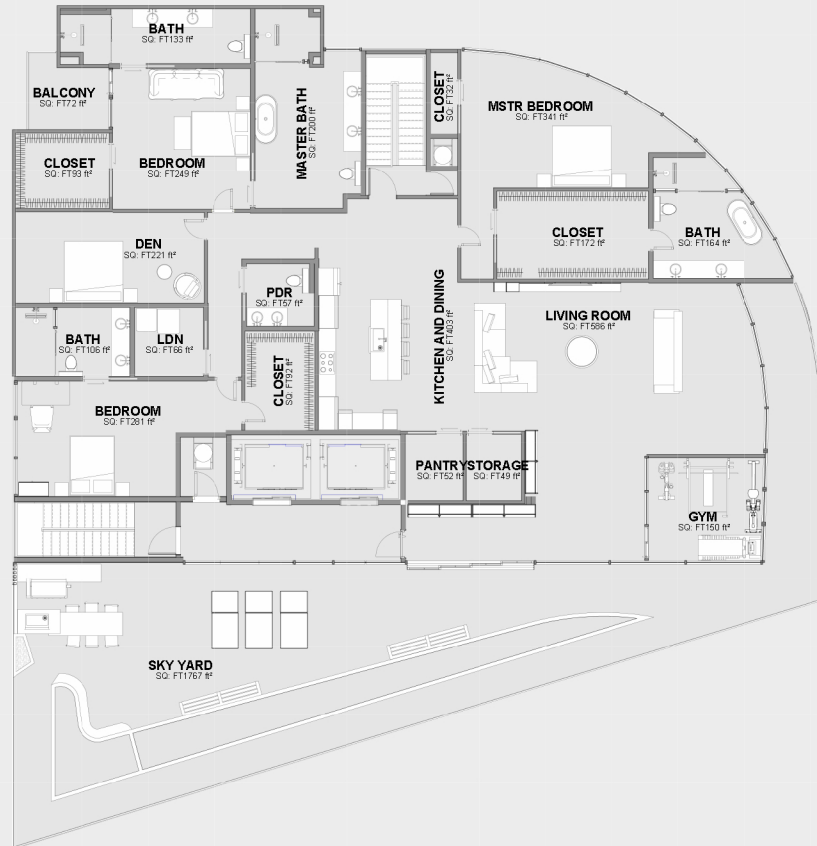 BATH
SQ: FT133 ft²
BALCONY
SQ: FT72 ft²
CLOSET
SQ: FT93 ft²
BEDROOM
SQ: FT249 ft²
MASTER BATH
SQ: FT200 ft²
CLOSET
SQ: FT32 ft²
MSTR BEDROOM
SQ: FT341 ft²
CLOSET
SQ: FT172 ft²
BATH
SQ: FT164 ft²
DEN
SQ: FT221 ft²
PDR
SQ: FT57 ft²
BATH
SQ: FT106 ft²
LDN
SQ: FT66 ft²
CLOSET
SQ: FT92 ft²
KITCHEN AND DINING
SQ: FT403 ft²
LIVING ROOM
SQ: FT586 ft²
BEDROOM
SQ: FT281 ft²
PANTRY
SQ: FT52 ft²
STORAGE
SQ: FT49 ft²
GYM
SQ: FT150 ft²
SKY YARD
SQ: FT1767 ft²